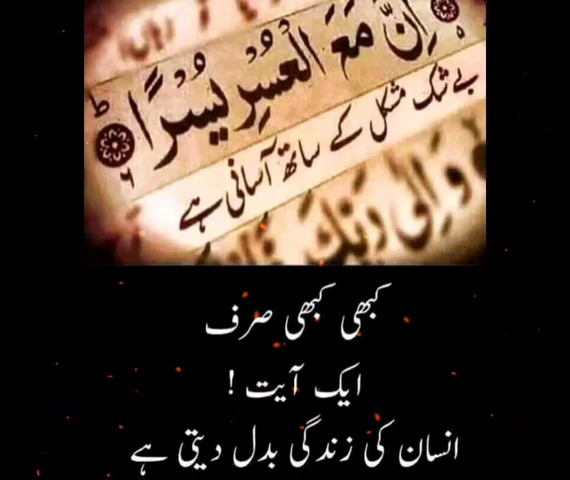 اِنَّ مَعَ الْعُسْرِ يُسْرًا ؕ ۶
بے شک مشکل کے ساتھ آسانی ہے
کبھی کبھی صرف
ایک آیت !
انسان کی زندگی بدل دیتی ہے